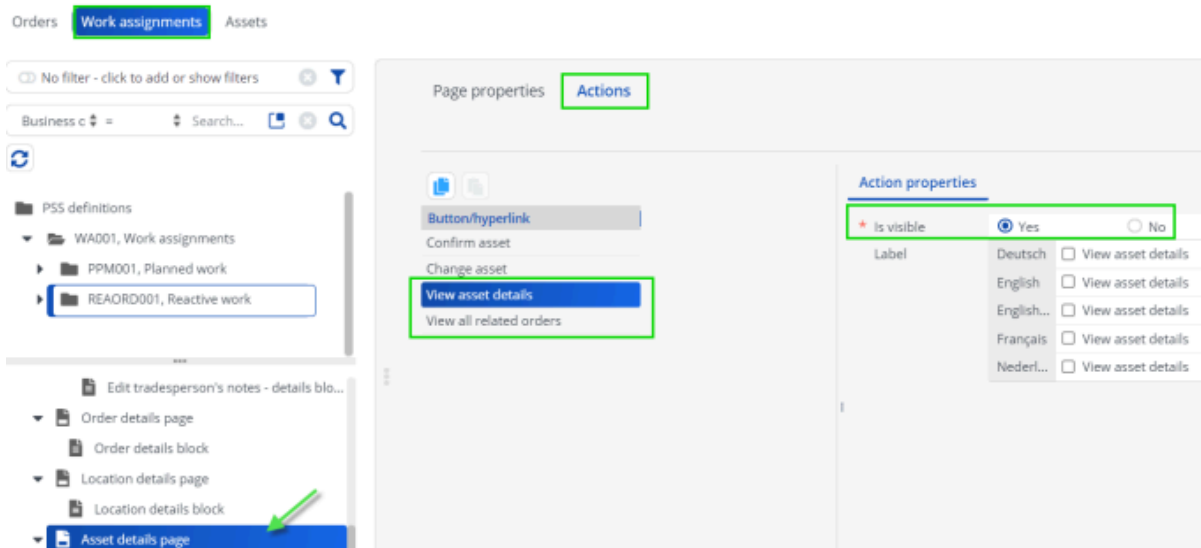 Orders Work assignments Assets
No filter - click to add or show filters
Business c = Search...
PSS definitions
WA001, Work assignments
PPM001, Planned work
REAORD001, Reactive work
Edit tradesperson's notes - details blo...
Order details page
Order details block
Location details page
Location details block
Asset details page
Page properties Actions
Button/hyperlink
Confirm asset
Change asset
View asset details
View all related orders
Action properties
* Is visible Yes No
Label Deutsch View asset details
English View asset details
English... View asset details
Français View asset details
Nederl... View asset details